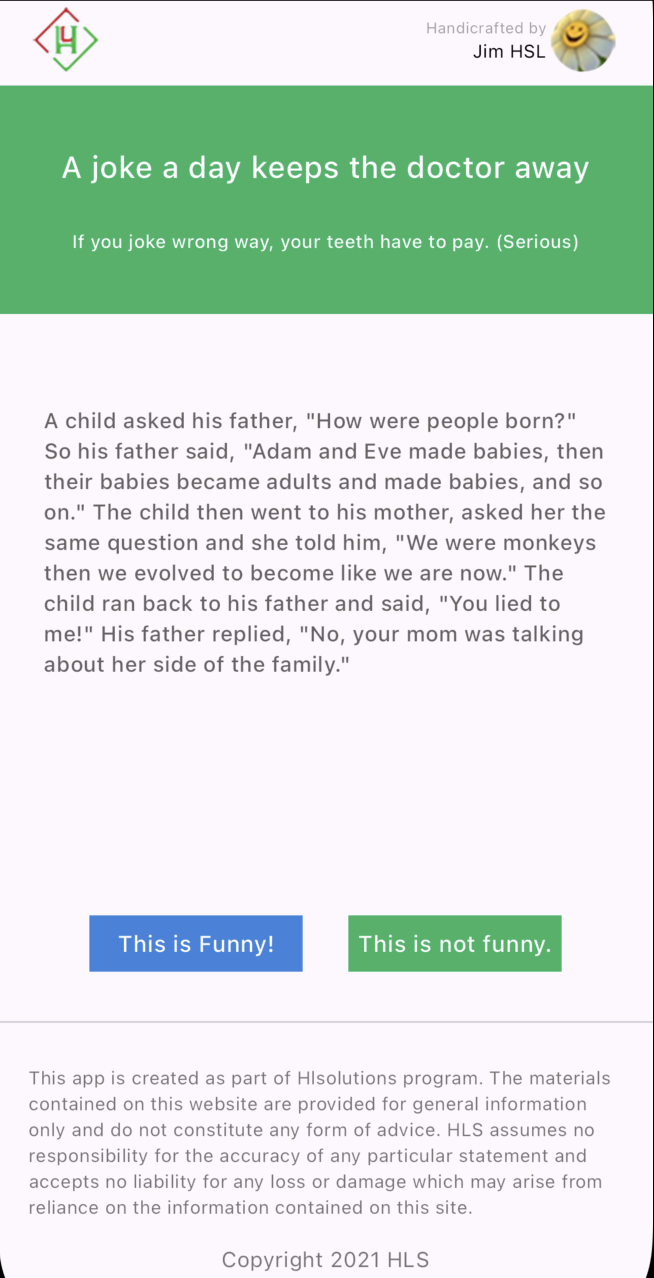 Handicrafted by
Jim HSL
A joke a day keeps the doctor away
If you joke wrong way, your teeth have to pay. (Serious)
A child asked his father, "How were people born?"
So his father said, "Adam and Eve made babies, then
their babies became adults and made babies, and so
on." The child then went to his mother, asked her the
same question and she told him, "We were monkeys
then we evolved to become like we are now." The
child ran back to his father and said, "You lied to
me!" His father replied, "No, your mom was talking
about her side of the family."
This is Funny!
This is not funny.
This app is created as part of Hlsolutions program. The materials
contained on this website are provided for general information
only and do not constitute any form of advice. HLS assumes no
responsibility for the accuracy of any particular statement and
accepts no liability for any loss or damage which may arise from
reliance on the information contained on this site.
Copyright 2021 HLS